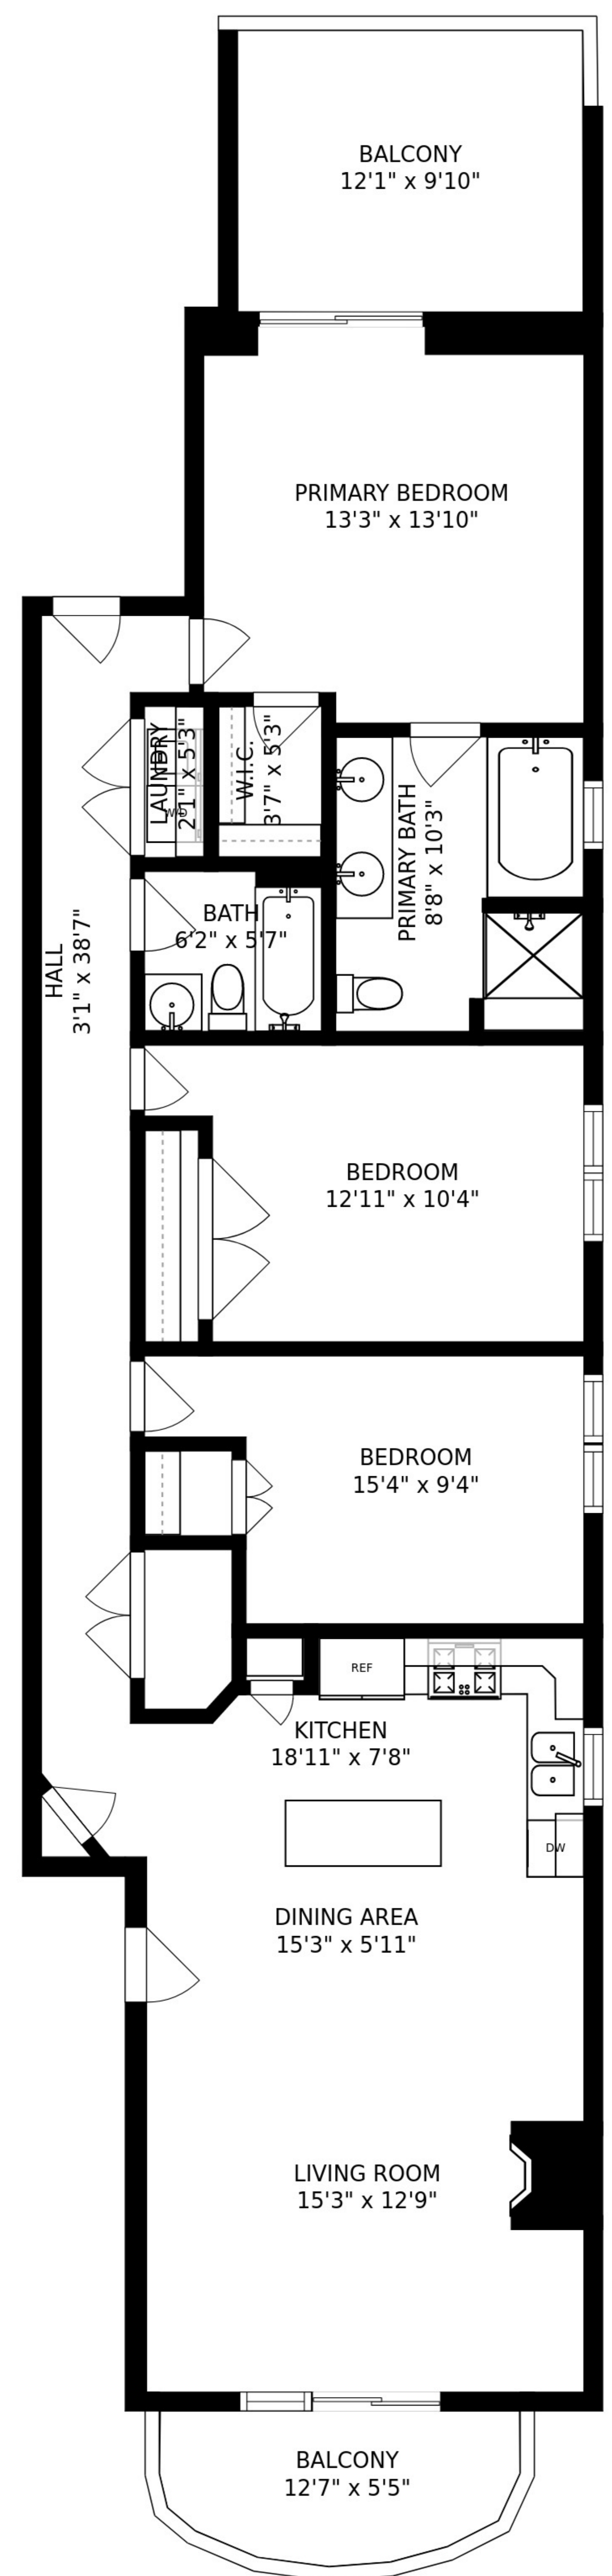 BALCONY
12'1" x 9'10"
PRIMARY BEDROOM
13'3" x 13'10"
LAUNDRY
2'1" x 5'3"
W.I.C.
3'7" x 5'3"
PRIMARY BATH
8'8" x 10'3"
BATH
6'2" x 5'7"
HALL
3'1" x 38'7"
BEDROOM
12'11" x 10'4"
BEDROOM
15'4" x 9'4"
REF
KITCHEN
18'11" x 7'8"
DW
DINING AREA
15'3" x 5'11"
LIVING ROOM
15'3" x 12'9"
BALCONY
12'7" x 5'5"